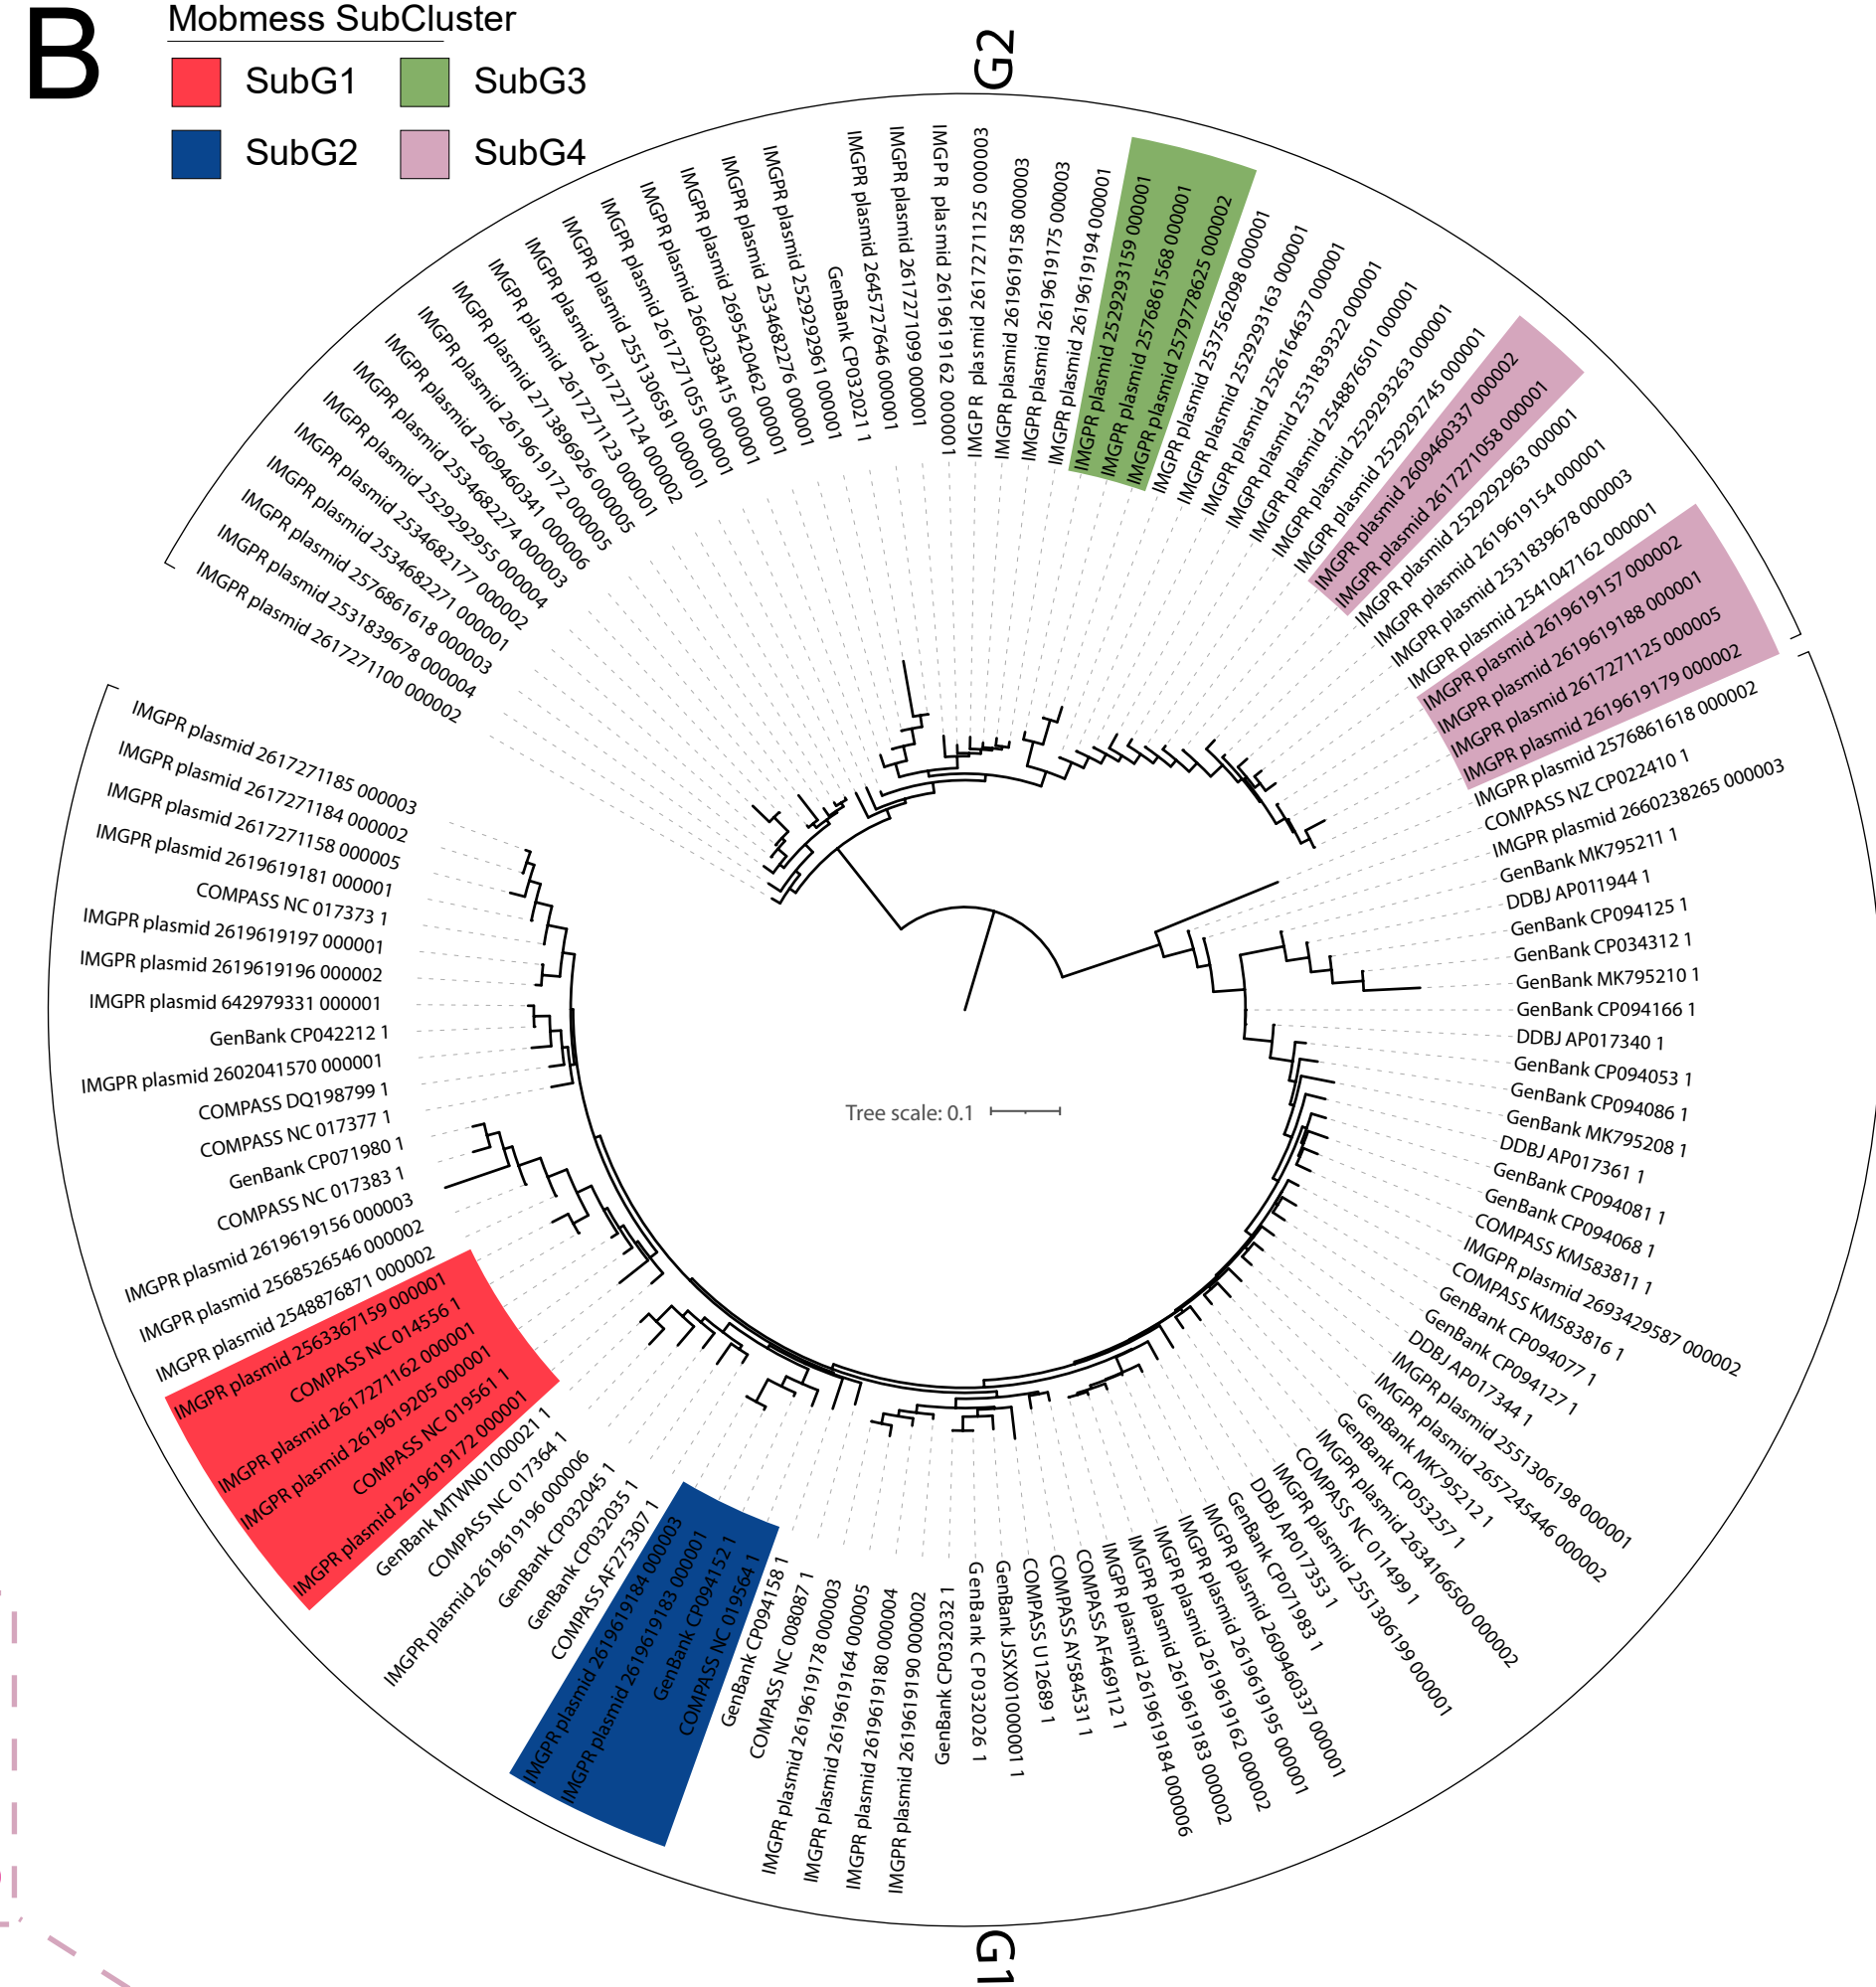 B
Mobmess SubCluster
SubG1
SubG3
SubG2
SubG4
G2
IMGPR plasmid 2617271100 000002
IMGPR plasmid 2531839678 000004
IMGPR plasmid 2576861618 000003
IMGPR plasmid 2534682271 000001
IMGPR plasmid 2534682177 000002
IMGPR plasmid 2529292955 000004
IMGPR plasmid 2534682274 000003
IMGPR plasmid 2609460341 000006
IMGPR plasmid 2619619172 000005
IMGPR plasmid 2713896926 000005
IMGPR plasmid 2617271123 000001
IMGPR plasmid 2617271124 000002
IMGPR plasmid 2551306581 000001
IMGPR plasmid 2617271055 000001
IMGPR plasmid 2660238415 000001
IMGPR plasmid 2695420462 000001
IMGPR plasmid 2534682276 000001
IMGPR plasmid 2529292961 000001
GenBank CP032021 1
IMGPR plasmid 2645727646 000001
IMGPR plasmid 2617271099 000001
IMGPR plasmid 2619619162 000001
IMGPR plasmid 2617271125 000003
IMGPR plasmid 2619619158 000003
IMGPR plasmid 2619619175 000003
IMGPR plasmid 2619619194 000001
IMGPR plasmid 2529293159 000001
IMGPR plasmid 2576861568 000001
IMGPR plasmid 2579778625 000002
IMGPR plasmid 2537562098 000001
IMGPR plasmid 2529293163 000001
IMGPR plasmid 2526164637 000001
IMGPR plasmid 2531839322 000001
IMGPR plasmid 2548876501 000001
IMGPR plasmid 2529293263 000001
IMGPR plasmid 2529292745 000001
IMGPR plasmid 2609460337 000002
IMGPR plasmid 2617271058 000001
IMGPR plasmid 2529292963 000001
IMGPR plasmid 2619619154 000001
IMGPR plasmid 2531839678 000003
IMGPR plasmid 2541047162 000001
IMGPR plasmid 2619619157 000002
IMGPR plasmid 2619619188 000001
IMGPR plasmid 2617271125 000005
IMGPR plasmid 2619619179 000002
IMGPR plasmid 2576861618 000002
COMPASS NZ CP022410 1
IMGPR plasmid 2660238265 000003
GenBank MK795211 1
DDBJ AP011944 1
GenBank CP094125 1
GenBank CP034312 1
GenBank MK795210 1
GenBank CP094166 1
DDBJ AP017340 1
GenBank CP094053 1
GenBank CP094086 1
GenBank MK795208 1
DDBJ AP017361 1
GenBank CP094081 1
GenBank CP094068 1
COMPASS KM583811 1
IMGPR plasmid 2693429587 000002
COMPASS KM583816 1
GenBank CP094077 1
GenBank CP094127 1
DDBJ AP017344 1
IMGPR plasmid 2551306198 000001
IMGPR plasmid 2657245446 000002
GenBank MK795212 1
GenBank CP053257 1
IMGPR plasmid 2634166500 000002
COMPASS NC 011499 1
IMGPR plasmid 2551306199 000001
DDBJ AP017353 1
GenBank CP071983 1
IMGPR plasmid 2609460337 000001
IMGPR plasmid 2619619195 000001
IMGPR plasmid 2619619162 000002
IMGPR plasmid 2619619183 000002
IMGPR plasmid 2619619184 000006
COMPASS AF469112 1
COMPASS AY584531 1
COMPASS U12689 1
GenBank JSXX01000001 1
GenBank CP032026 1
GenBank CP032032 1
IMGPR plasmid 2619619190 000002
IMGPR plasmid 2619619180 000004
IMGPR plasmid 2619619164 000005
IMGPR plasmid 2619619178 000003
COMPASS NC 008087 1
GenBank CP094158 1
COMPASS NC 019564 1
GenBank CP094152 1
IMGPR plasmid 2619619183 000001
IMGPR plasmid 2619619184 000003
COMPASS AF275307 1
GenBank CP032035 1
GenBank CP032045 1
IMGPR plasmid 2619619196 000006
COMPASS NC 017364 1
GenBank MTWN01000021 1
IMGPR plasmid 2619619172 000001
COMPASS NC 019561 1
IMGPR plasmid 2619619205 000001
IMGPR plasmid 2617271162 000001
COMPASS NC 014556 1
IMGPR plasmid 2563367159 000001
IMGPR plasmid 2548876871 000002
IMGPR plasmid 2568526546 000002
IMGPR plasmid 2619619156 000003
COMPASS NC 017383 1
GenBank CP071980 1
COMPASS NC 017377 1
COMPASS DQ198799 1
IMGPR plasmid 2602041570 000001
GenBank CP042212 1
IMGPR plasmid 642979331 000001
IMGPR plasmid 2619619196 000002
IMGPR plasmid 2619619197 000001
COMPASS NC 017373 1
IMGPR plasmid 2619619181 000001
IMGPR plasmid 2617271158 000005
IMGPR plasmid 2617271184 000002
IMGPR plasmid 2617271185 000003
Tree scale: 0.1
G1